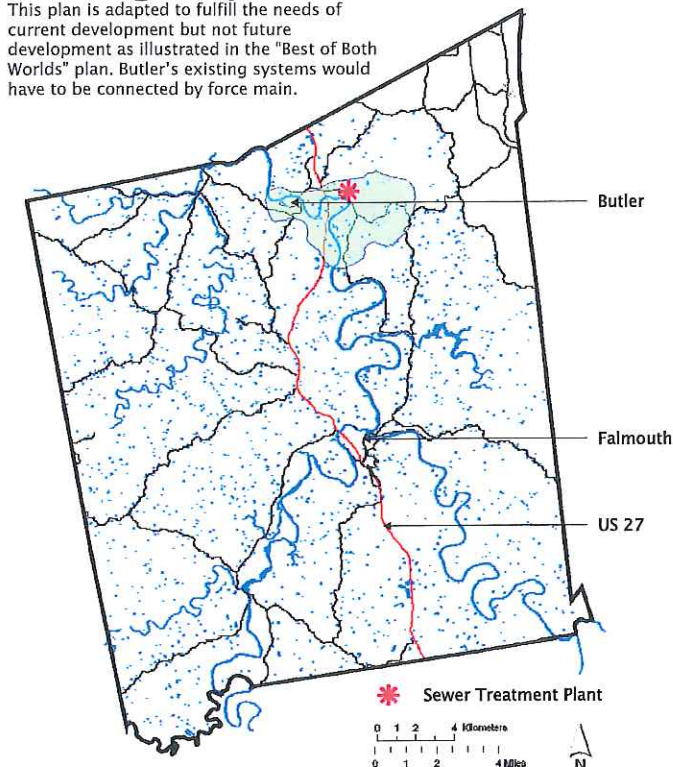 This plan is adapted to fulfill the needs of
current development but not future
development as illustrated in the "Best of Both
Worlds" plan. Butler's existing systems would
have to be connected by force main.
Butler
Falmouth
US 27
Sewer Treatment Plant
0 1 2 4 Kilometers
0 1 2 4 Miles
N